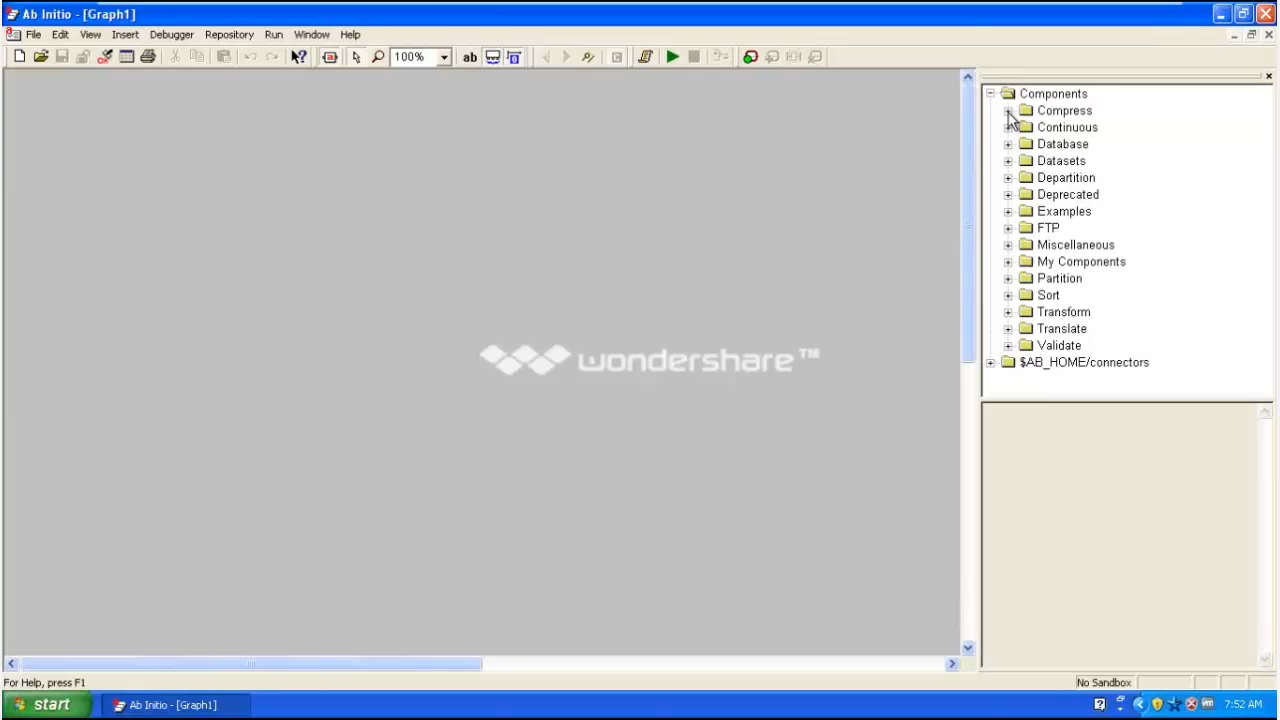 Ab Initio - [Graph1]
File Edit View Insert Debugger Repository Run Window Help
100% ab
Components
Compress
Continuous
Database
Datasets
Departition
Deprecated
Examples
FTP
Miscellaneous
My Components
Partition
Sort
Transform
Translate
Validate
$AB_HOME/connectors
wondershare™
For Help, press F1
No Sandbox
start
Ab Initio - [Graph1]
7:52 AM